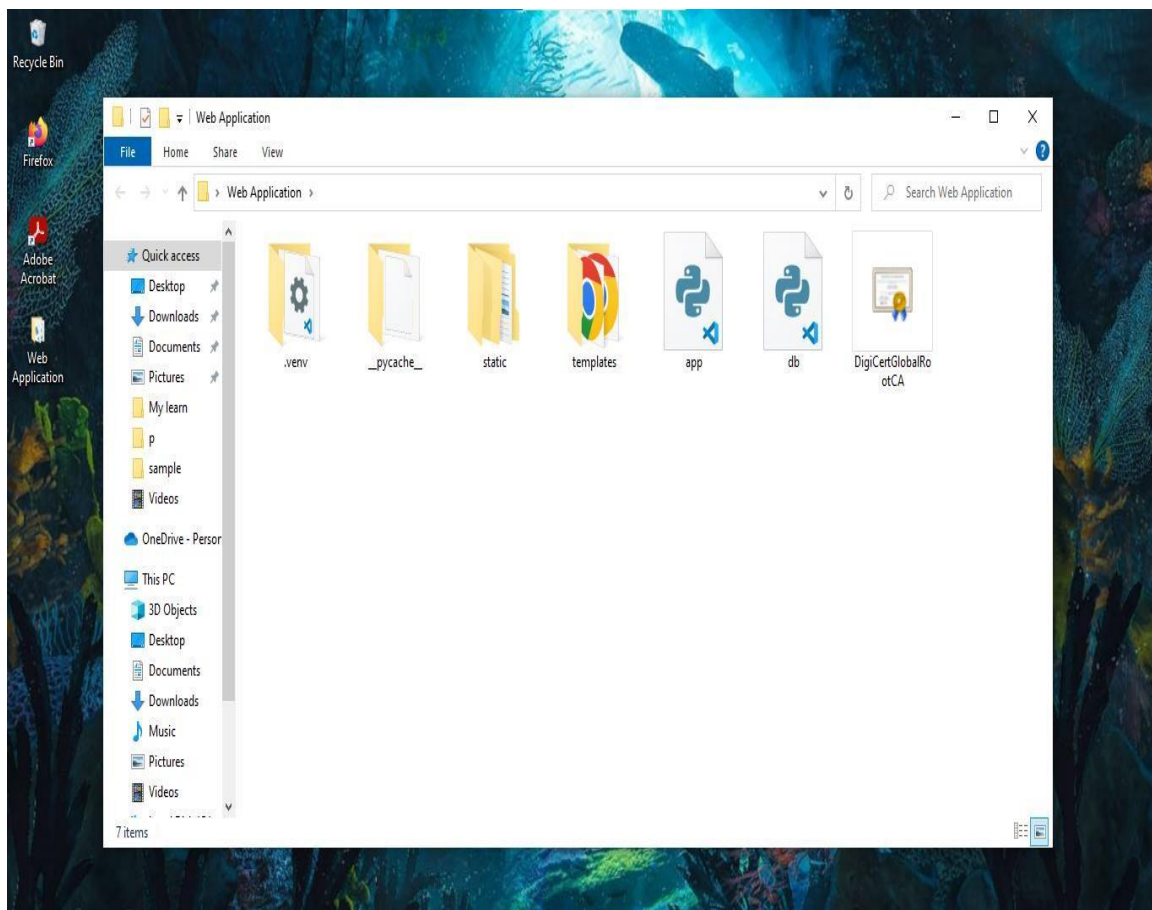 Recycle Bin
Firefox
Adobe
Acrobat
Web
Application
Web Application
File Home Share View
Web Application
Search Web Application
Quick access
Desktop
Downloads
Documents
Pictures
My learn
p
sample
Videos
OneDrive - Person
This PC
3D Objects
Desktop
Documents
Downloads
Music
Pictures
Videos
.venv
__pycache__
static
templates
app
db
DigiCertGlobalRo
otCA
7 items